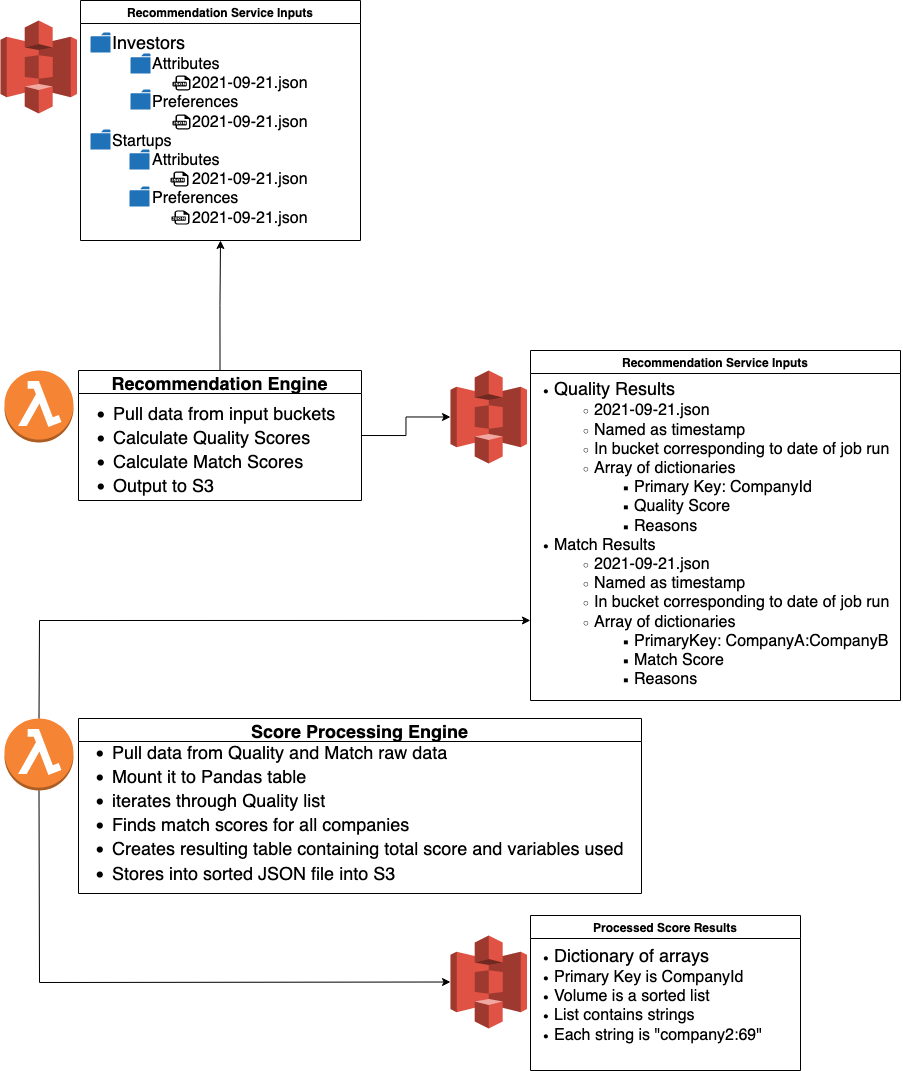 Recommendation Service Inputs
Investors
Attributes
2021-09-21.json
Preferences
2021-09-21.json
Startups
Attributes
2021-09-21.json
Preferences
2021-09-21.json
Recommendation Engine
Pull data from input buckets
Calculate Quality Scores
Calculate Match Scores
Output to S3
Recommendation Service Inputs
Quality Results
2021-09-21.json
Named as timestamp
In bucket corresponding to date of job run
Array of dictionaries
Primary Key: CompanyId
Quality Score
Reasons
Match Results
2021-09-21.json
Named as timestamp
In bucket corresponding to date of job run
Array of dictionaries
PrimaryKey: CompanyA:CompanyB
Match Score
Reasons
Score Processing Engine
Pull data from Quality and Match raw data
Mount it to Pandas table
iterates through Quality list
Finds match scores for all companies
Creates resulting table containing total score and variables used
Stores into sorted JSON file into S3
Processed Score Results
Dictionary of arrays
Primary Key is CompanyId
Volume is a sorted list
List contains strings
Each string is "company2:69"